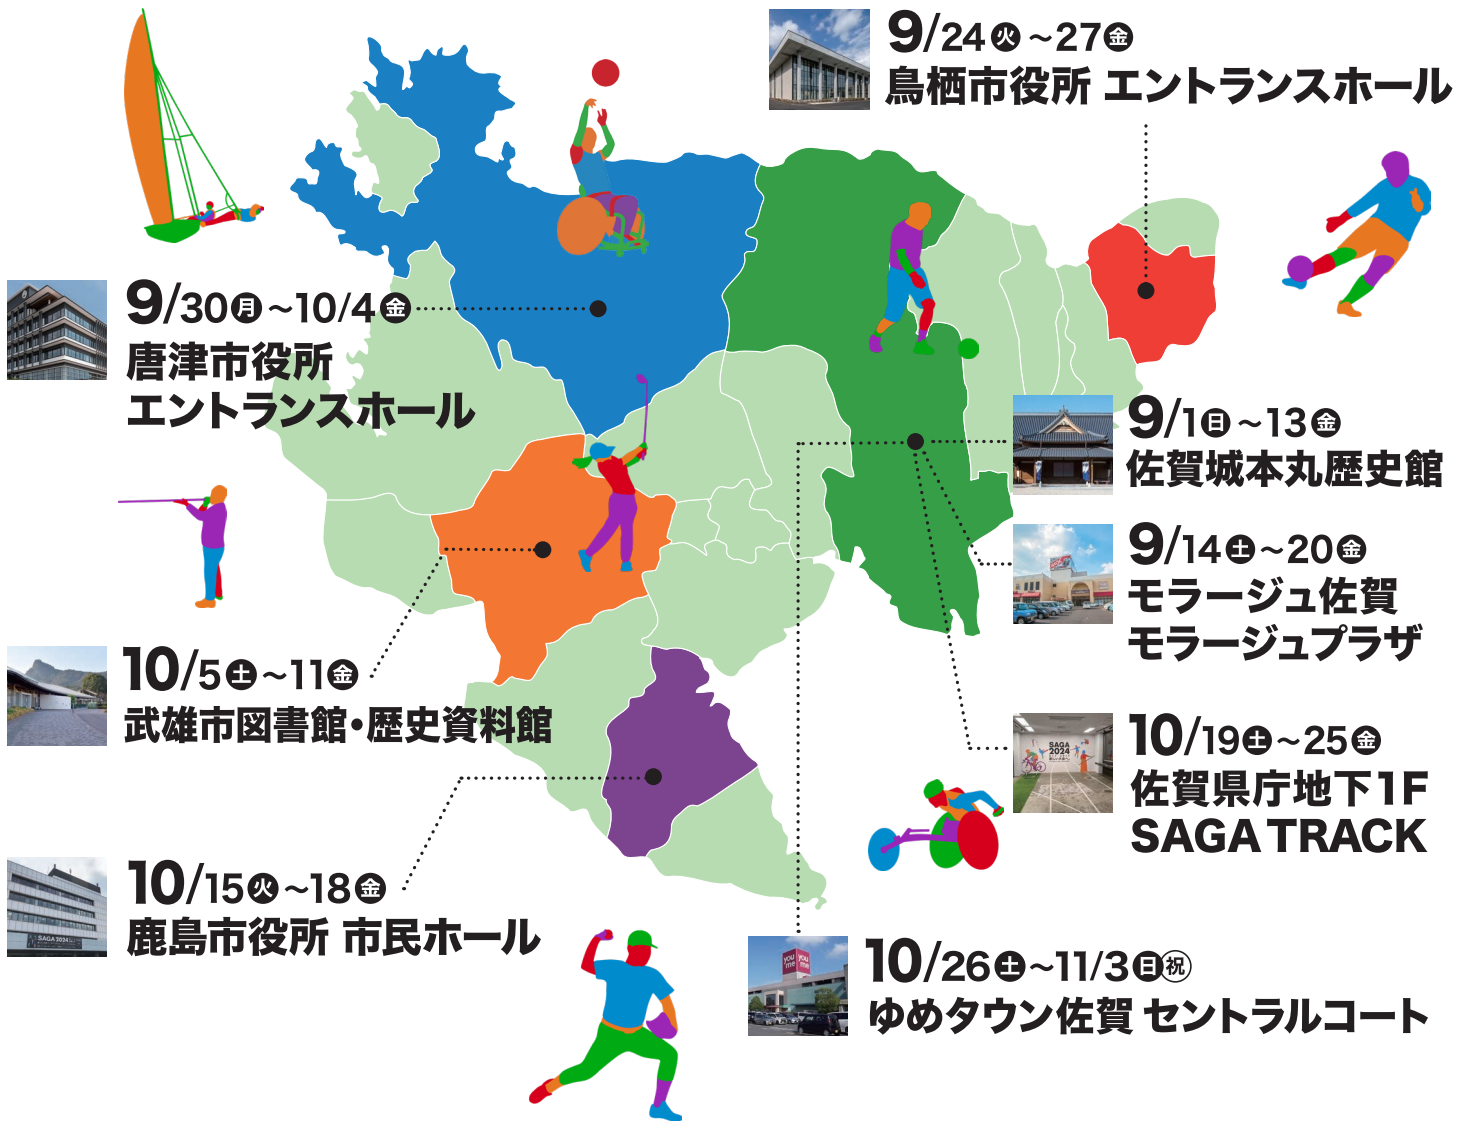 9/24火～27金
鳥栖市役所 エントランスホール
9/30月～10/4金
唐津市役所
エントランスホール
9/1日～13金
佐賀城本丸歴史館
9/14土～20金
モラージュ佐賀
モラージュプラザ
10/5土～11金
武雄市図書館・歴史資料館
10/19土～25金
佐賀県庁地下1F
SAGA TRACK
SAGA
2024
10/15火～18金
鹿島市役所 市民ホール
SAGA 2024
10/26土～11/3日祝
ゆめタウン佐賀 セントラルコート
you me
you me